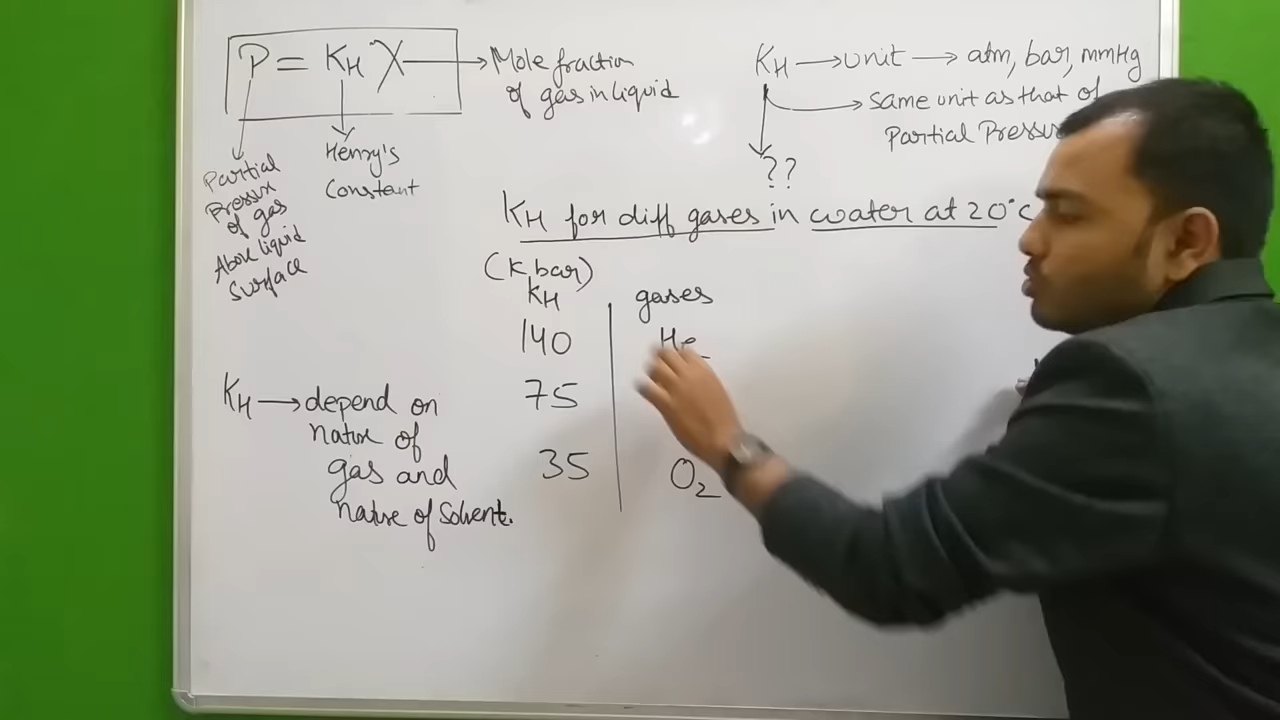 P = KH X → Mole fraction
of gas in liquid
Partial
Pressure
of gas
Above liquid
Surface
Henry's
Constant
KH → unit → atm, bar, mmHg
→ same unit as that of
Partial
??
KH for diff gases in water at 20°C
(K bar)
KH gases
140 He
75
35 O2
KH → depend on
nature of
gas and
nature of solvent.